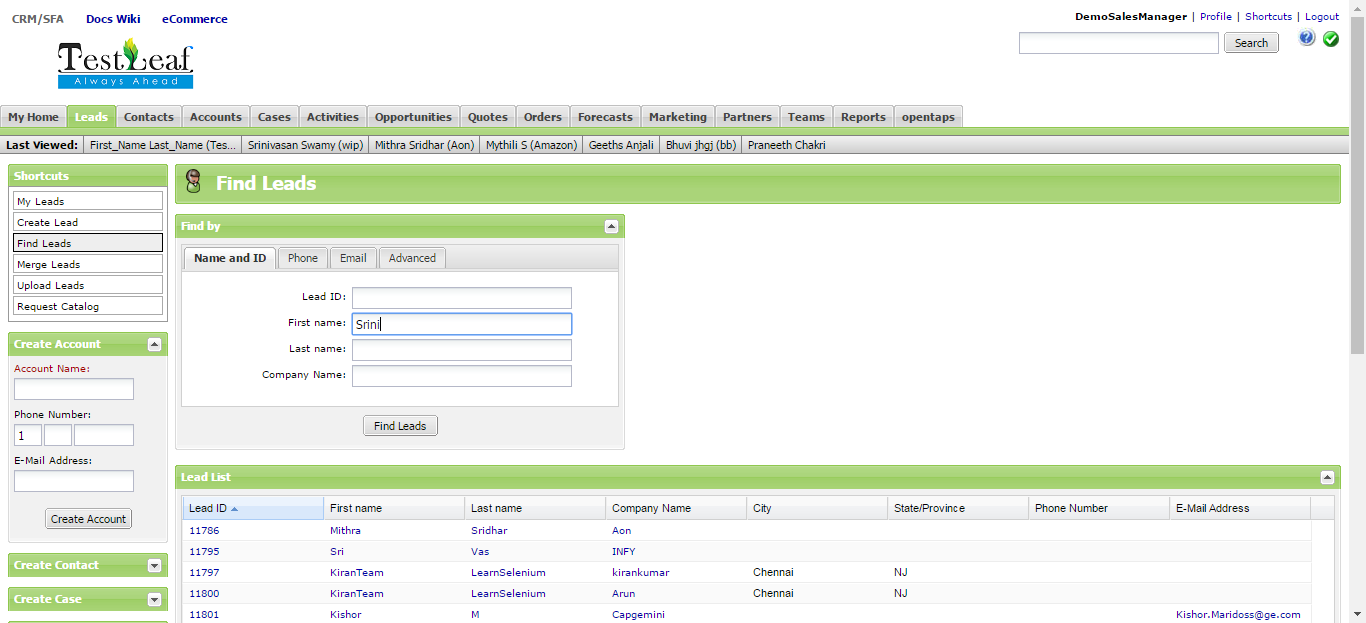 CRM/SFA Docs Wiki eCommerce
DemoSalesManager | Profile | Shortcuts | Logout
Search
TestLeaf
Always Ahead
My Home Leads Contacts Accounts Cases Activities Opportunities Quotes Orders Forecasts Marketing Partners Teams Reports opentaps
Last Viewed: First_Name Last_Name (Tes... Srinivasan Swamy (wip) Mithra Sridhar (Aon) Mythili S (Amazon) Geeths Anjali Bhuvi jhgj (bb) Praneeth Chakri
Shortcuts
My Leads
Create Lead
Find Leads
Merge Leads
Upload Leads
Request Catalog
Create Account
Account Name:
Phone Number:
1
E-Mail Address:
Create Account
Create Contact
Create Case
Find Leads
Find by
Name and ID Phone Email Advanced
Lead ID:
First name: Srini
Last name:
Company Name:
Find Leads
Lead List
Lead ID First name Last name Company Name City State/Province Phone Number E-Mail Address
11786 Mithra Sridhar Aon
11795 Sri Vas INFY
11797 KiranTeam LearnSelenium kirankumar Chennai NJ
11800 KiranTeam LearnSelenium Arun Chennai NJ
11801 Kishor M Capgemini Kishor.Maridoss@ge.com